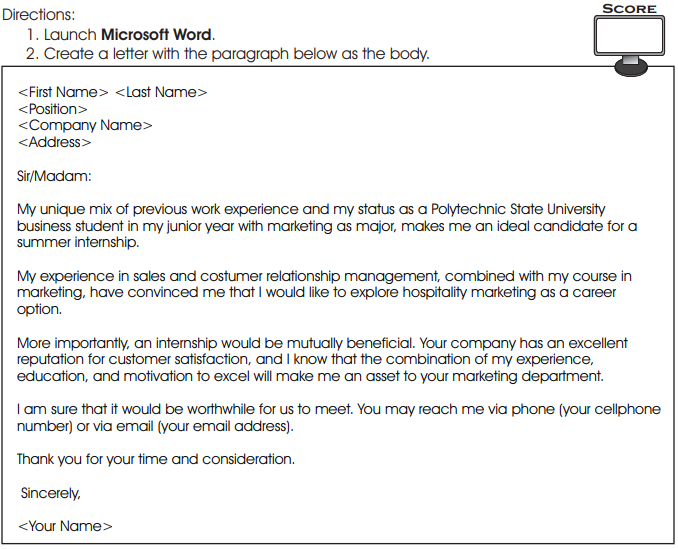 Directions:
SCORE
1. Launch Microsoft Word.
2. Create a letter with the paragraph below as the body.
<First Name> <Last Name>
<Position>
<Company Name>
<Address>
Sir/Madam:
My unique mix of previous work experience and my status as a Polytechnic State University
business student in my junior year with marketing as major, makes me an ideal candidate for a
summer internship.
My experience in sales and costumer relationship management, combined with my course in
marketing, have convinced me that I would like to explore hospitality marketing as a career
option.
More importantly, an internship would be mutually beneficial. Your company has an excellent
reputation for customer satisfaction, and I know that the combination of my experience,
education, and motivation to excel will make me an asset to your marketing department.
I am sure that it would be worthwhile for us to meet. You may reach me via phone (your cellphone
number) or via email (your email address).
Thank you for your time and consideration.
Sincerely,
<Your Name>